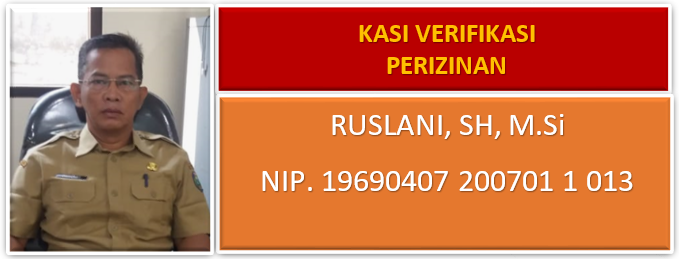 KASI VERIFIKASI
PERIZINAN
RUSLANI, SH, M.Si
NIP. 19690407 200701 1 013